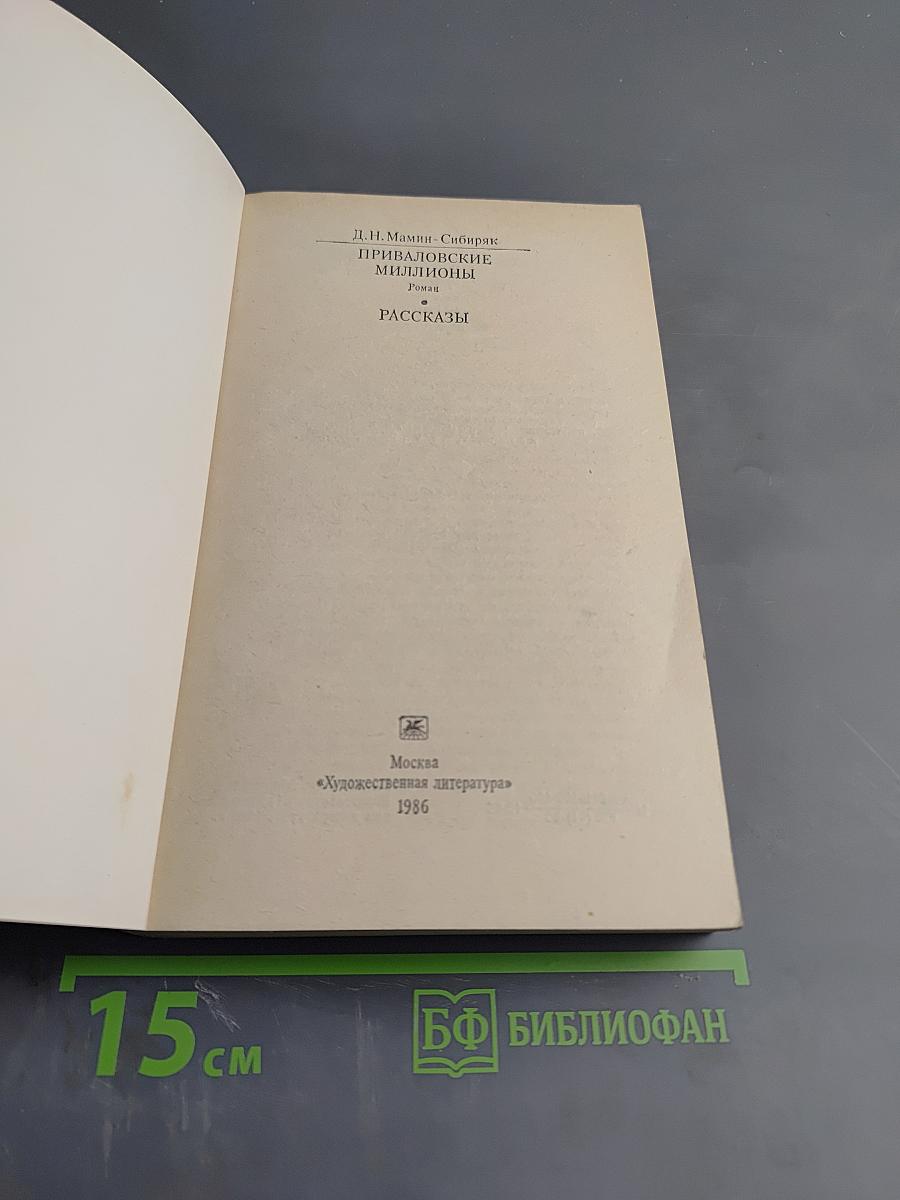 Д.Н.Мамин-Сибиряк
ПРИВАЛОВСКИЕ
МИЛЛИОНЫ
Роман
РАССКАЗЫ
Москва
«Художественная литература»
1986
15 см
БФ БИБЛИОФАН